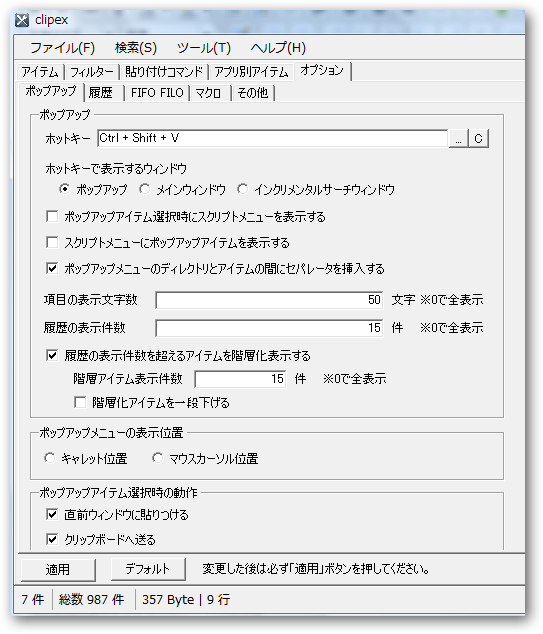 clipex
ファイル(F) 検索(S) ツール(T) ヘルプ(H)
アイテム フィルター 貼り付けコマンド アプリ別アイテム オプション
ポップアップ 履歴 FIFO FILO マクロ その他
ポップアップ
ホットキー Ctrl + Shift + V ... C
ホットキーで表示するウィンドウ
ポップアップ メインウィンドウ インクリメンタルサーチウィンドウ
ポップアップアイテム選択時にスクリプトメニューを表示する
スクリプトメニューにポップアップアイテムを表示する
ポップアップメニューのディレクトリとアイテムの間にセパレータを挿入する
項目の表示文字数 50 文字 ※0で全表示
履歴の表示件数 15 件 ※0で全表示
履歴の表示件数を超えるアイテムを階層化表示する
階層アイテム表示件数 15 件 ※0で全表示
階層化アイテムを一段下げる
ポップアップメニューの表示位置
キャレット位置 マウスカーソル位置
ポップアップアイテム選択時の動作
直前ウィンドウに貼りつける
クリップボードへ送る
適用 デフォルト 変更した後は必ず「適用」ボタンを押してください。
7 件 総数 987 件 357 Byte | 9 行